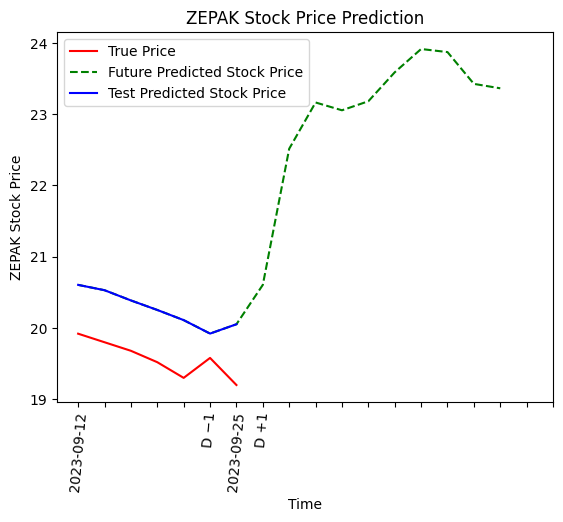 ZEPAK Stock Price Prediction
True Price
Future Predicted Stock Price
Test Predicted Stock Price
ZEPAK Stock Price
24
23
22
21
20
19
2023-09-12
D −1
2023-09-25
D +1
Time